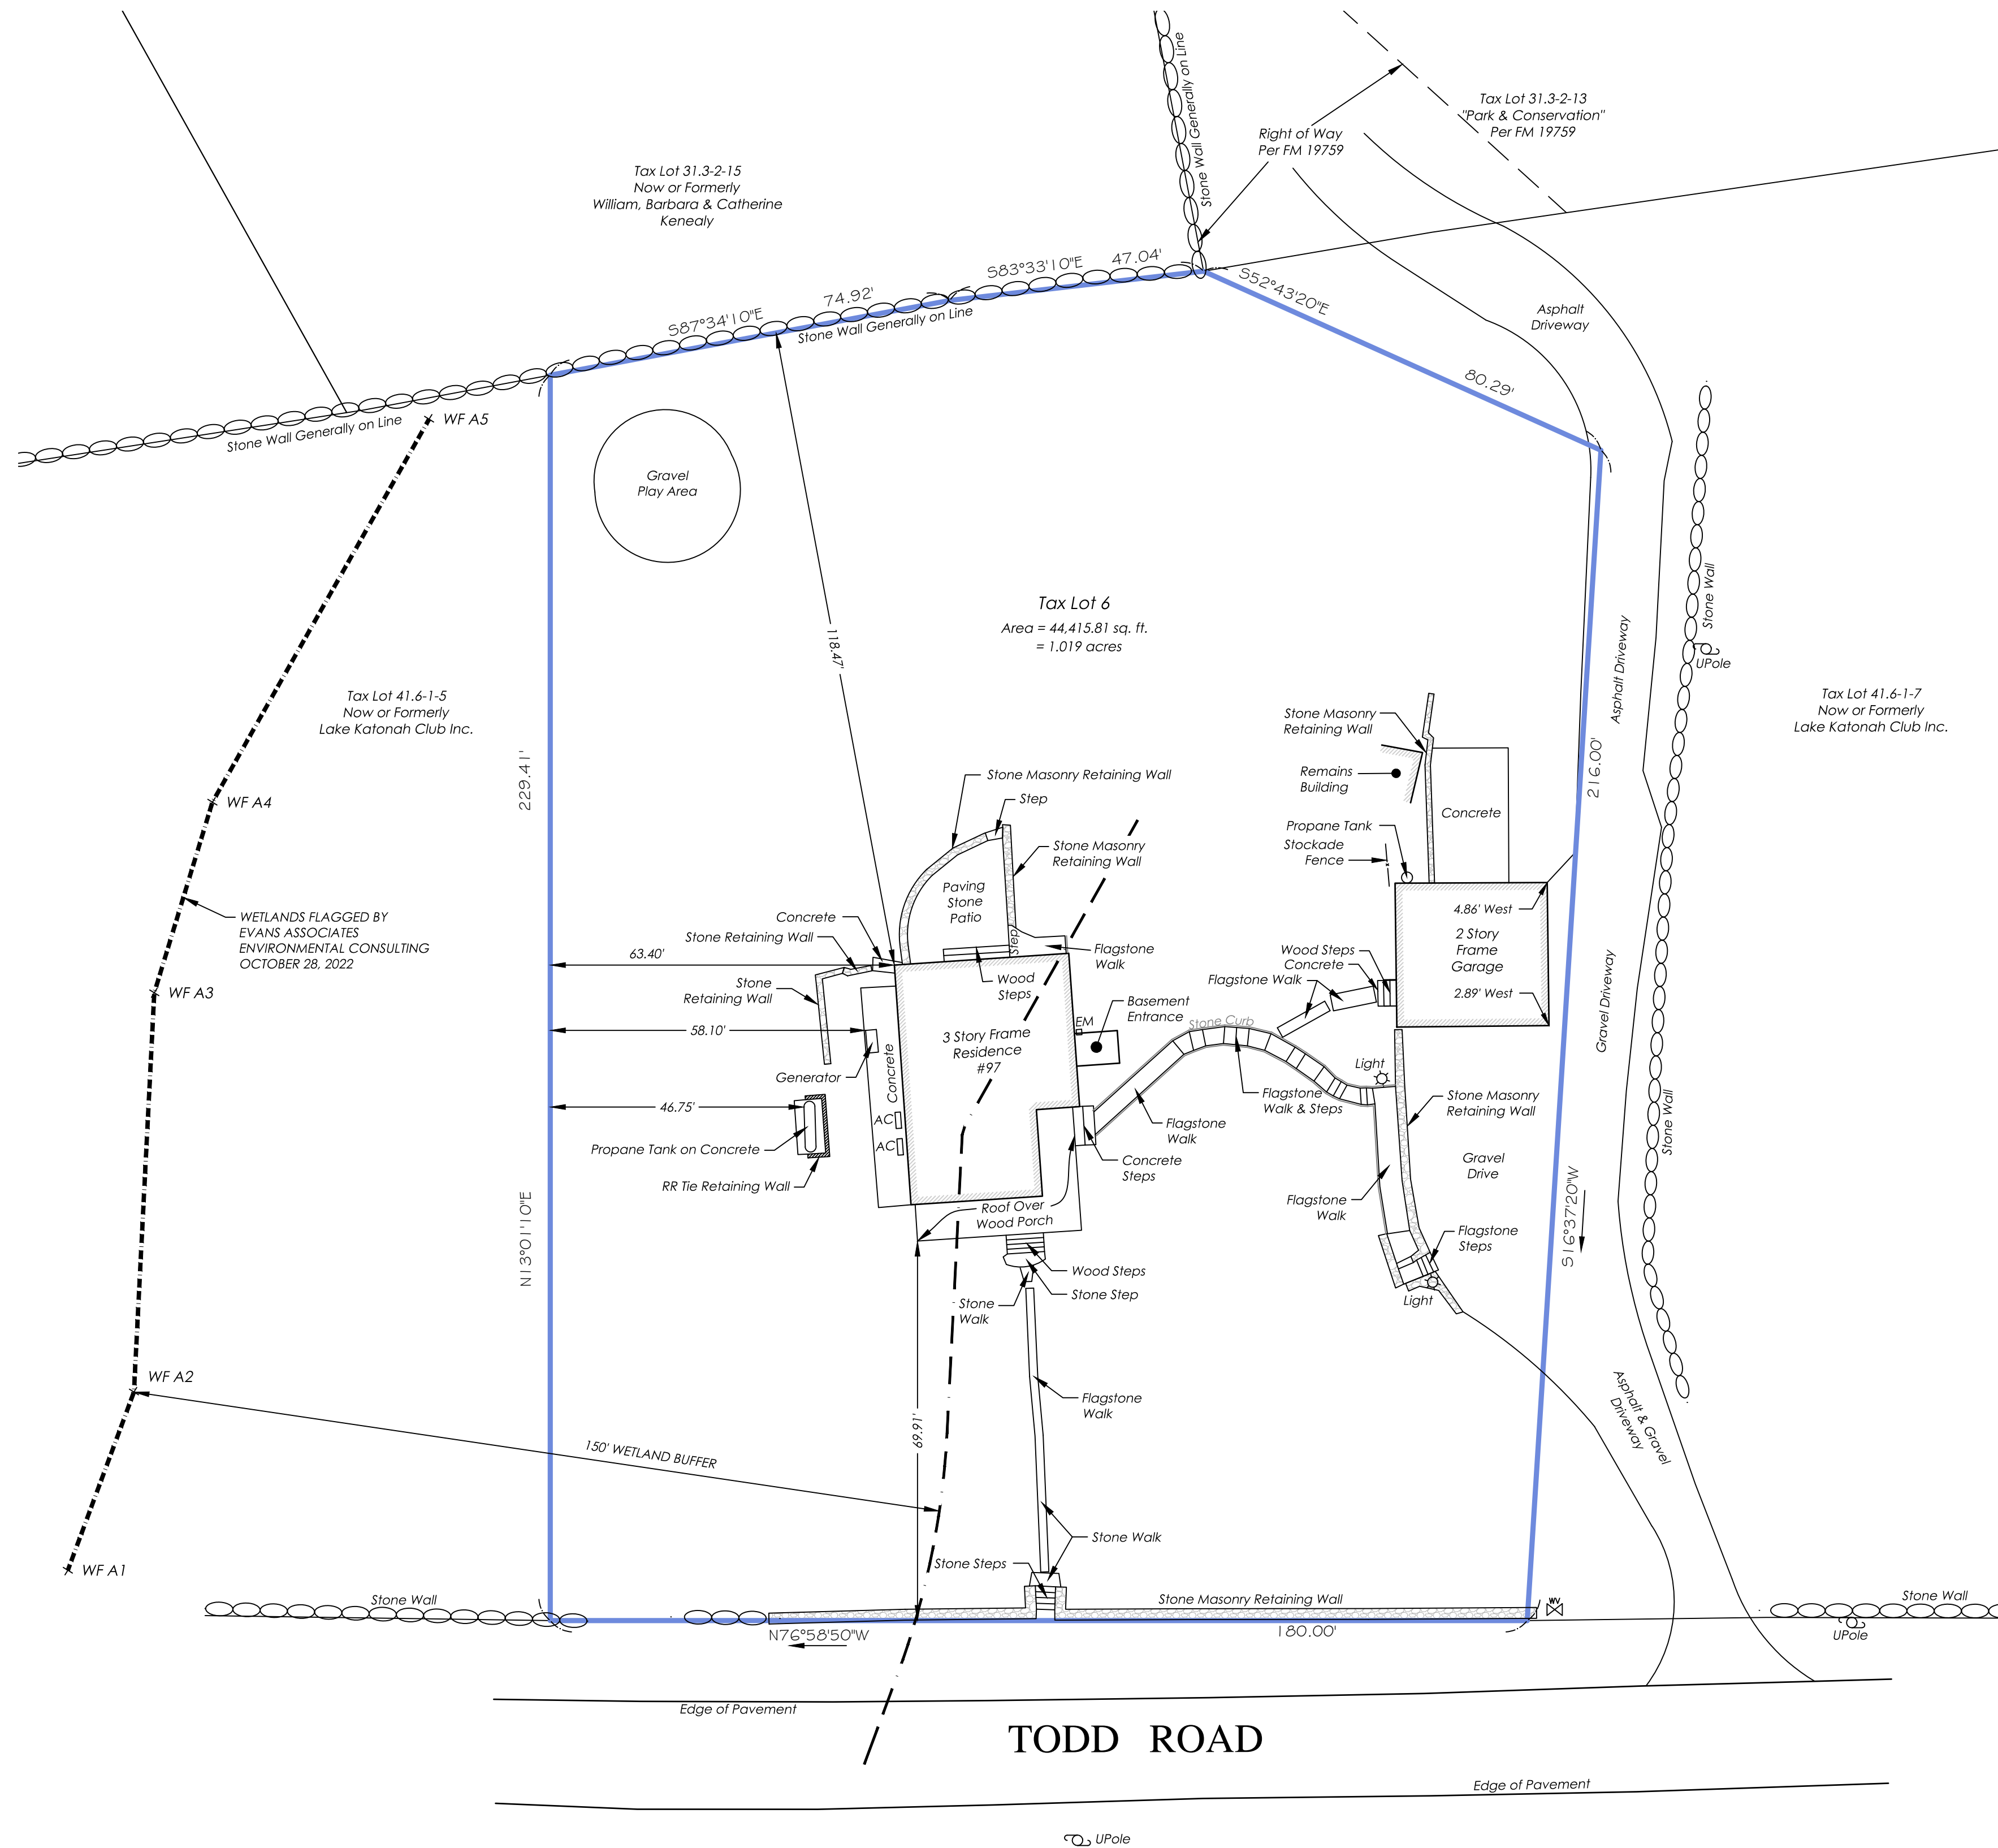 Stone Wall Generally on Line
Tax Lot 31.3-2-13
"Park & Conservation"
Per FM 19759
Right of Way
Per FM 19759
Tax Lot 31.3-2-15
Now or Formerly
William, Barbara & Catherine
Kenealy
S83°33'10"E 47.04'
S87°34'10"E 74.92'
Stone Wall Generally on Line
S52°43'20"E
80.29'
Asphalt
Driveway
Stone Wall Generally on Line
WF A5
Gravel
Play Area
Tax Lot 6
Area = 44,415.81 sq. ft.
= 1.019 acres
118.47'
Stone Wall
UPole
Asphalt Driveway
Tax Lot 41.6-1-5
Now or Formerly
Lake Katonah Club Inc.
Tax Lot 41.6-1-7
Now or Formerly
Lake Katonah Club Inc.
Stone Masonry
Retaining Wall
229.41'
216.00'
Remains
Building
Concrete
WF A4
Stone Masonry Retaining Wall
Step
Propane Tank
Stockade
Fence
Stone Masonry
Retaining Wall
Paving
Stone
Patio
WETLANDS FLAGGED BY
EVANS ASSOCIATES
ENVIRONMENTAL CONSULTING
OCTOBER 28, 2022
Concrete
Stone Retaining Wall
63.40'
Step
Flagstone
Walk
4.86' West
2 Story
Frame
Garage
2.89' West
Wood Steps
Concrete
Flagstone Walk
WF A3
Stone
Retaining Wall
Wood
Steps
Basement
Entrance
EM
Stone Curb
Gravel Driveway
58.10'
3 Story Frame
Residence
#97
Generator
Concrete
Light
46.75'
Flagstone
Walk & Steps
Stone Masonry
Retaining Wall
AC
AC
Propane Tank on Concrete
Flagstone
Walk
Stone Wall
RR Tie Retaining Wall
Concrete
Steps
Gravel
Drive
Flagstone
Walk
Roof Over
Wood Porch
N13°01'10"E
S16°37'20"W
Flagstone
Steps
Wood Steps
Stone Step
Stone
Walk
Light
WF A2
Flagstone
Walk
Asphalt & Gravel
Driveway
69.91'
150' WETLAND BUFFER
Stone Walk
Stone Steps
WF A1
Stone Wall
Stone Masonry Retaining Wall
WV
Stone Wall
N76°58'50"W
180.00'
UPole
Edge of Pavement
TODD ROAD
Edge of Pavement
UPole